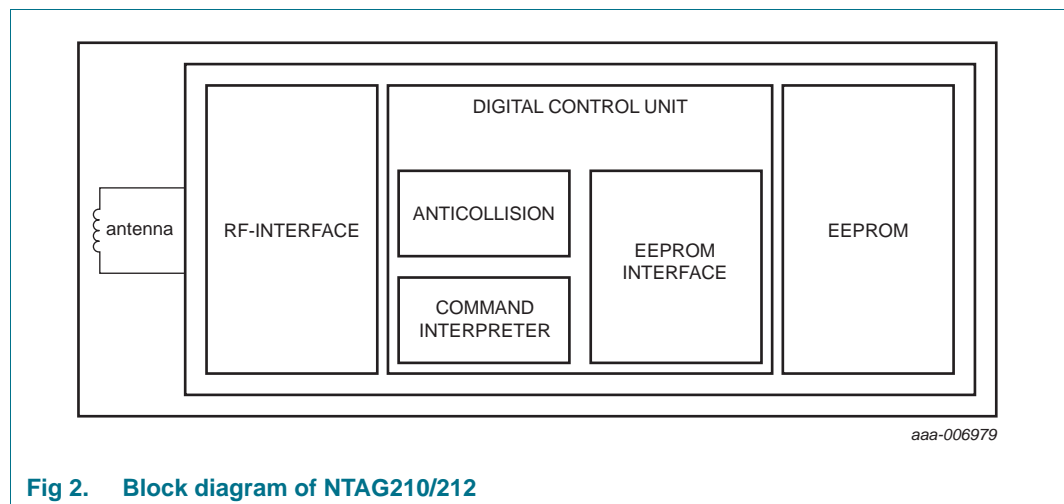 DIGITAL CONTROL UNIT
antenna
RF-INTERFACE
ANTICOLLISION
COMMAND
INTERPRETER
EEPROM
INTERFACE
EEPROM
aaa-006979
Fig 2. Block diagram of NTAG210/212